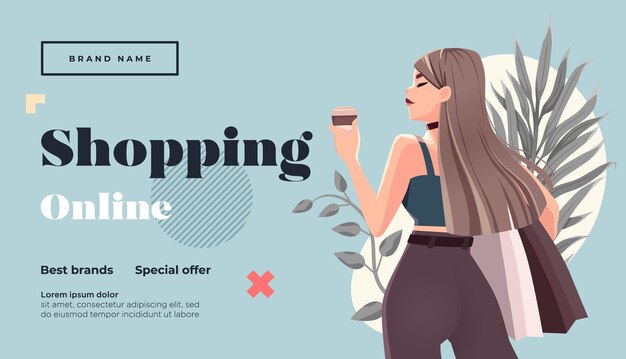 BRAND NAME
Shopping
Online
Best brands Special offer
Lorem ipsum dolor
sit amet, consectetur adipiscing elit, sed do
eiusmod tempor incididunt ut labore